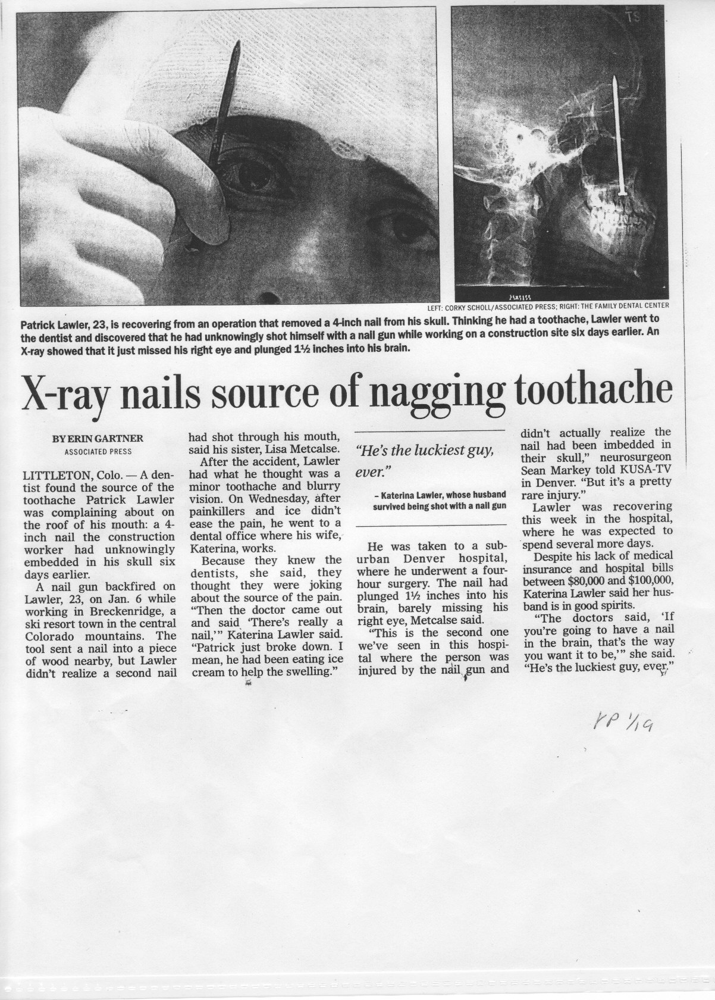 TS
LEFT: CORKY SCHOLL/ASSOCIATED PRESS; RIGHT: THE FAMILY DENTAL CENTER
Patrick Lawler, 23, is recovering from an operation that removed a 4-inch nail from his skull. Thinking he had a toothache, Lawler went to
the dentist and discovered that he had unknowingly shot himself with a nail gun while working on a construction site six days earlier. An
X-ray showed that it just missed his right eye and plunged 1½ inches into his brain.
X-ray nails source of nagging toothache
BY ERIN GARTNER
ASSOCIATED PRESS
LITTLETON, Colo. — A den-
tist found the source of the
toothache Patrick Lawler
was complaining about on
the roof of his mouth: a 4-
inch nail the construction
worker had unknowingly
embedded in his skull six
days earlier.
A nail gun backfired on
Lawler, 23, on Jan. 6 while
working in Breckenridge, a
ski resort town in the central
Colorado mountains. The
tool sent a nail into a piece
of wood nearby, but Lawler
didn't realize a second nail
had shot through his mouth,
said his sister, Lisa Metcalse.
After the accident, Lawler
had what he thought was a
minor toothache and blurry
vision. On Wednesday, after
painkillers and ice didn't
ease the pain, he went to a
dental office where his wife,
Katerina, works.
Because they knew the
dentists, she said, they
thought they were joking
about the source of the pain.
"Then the doctor came out
and said 'There's really a
nail,'" Katerina Lawler said.
"Patrick just broke down. I
mean, he had been eating ice
cream to help the swelling."
"He's the luckiest guy,
ever."
– Katerina Lawler, whose husband
survived being shot with a nail gun
He was taken to a sub-
urban Denver hospital,
where he underwent a four-
hour surgery. The nail had
plunged 1½ inches into his
brain, barely missing his
right eye, Metcalse said.
"This is the second one
we've seen in this hospi-
tal where the person was
injured by the nail gun and
didn't actually realize the
nail had been imbedded in
their skull," neurosurgeon
Sean Markey told KUSA-TV
in Denver. "But it's a pretty
rare injury."
Lawler was recovering
this week in the hospital,
where he was expected to
spend several more days.
Despite his lack of medical
insurance and hospital bills
between $80,000 and $100,000,
Katerina Lawler said her hus-
band is in good spirits.
"The doctors said, 'If
you're going to have a nail
in the brain, that's the way
you want it to be,'" she said.
"He's the luckiest guy, ever."
1/19